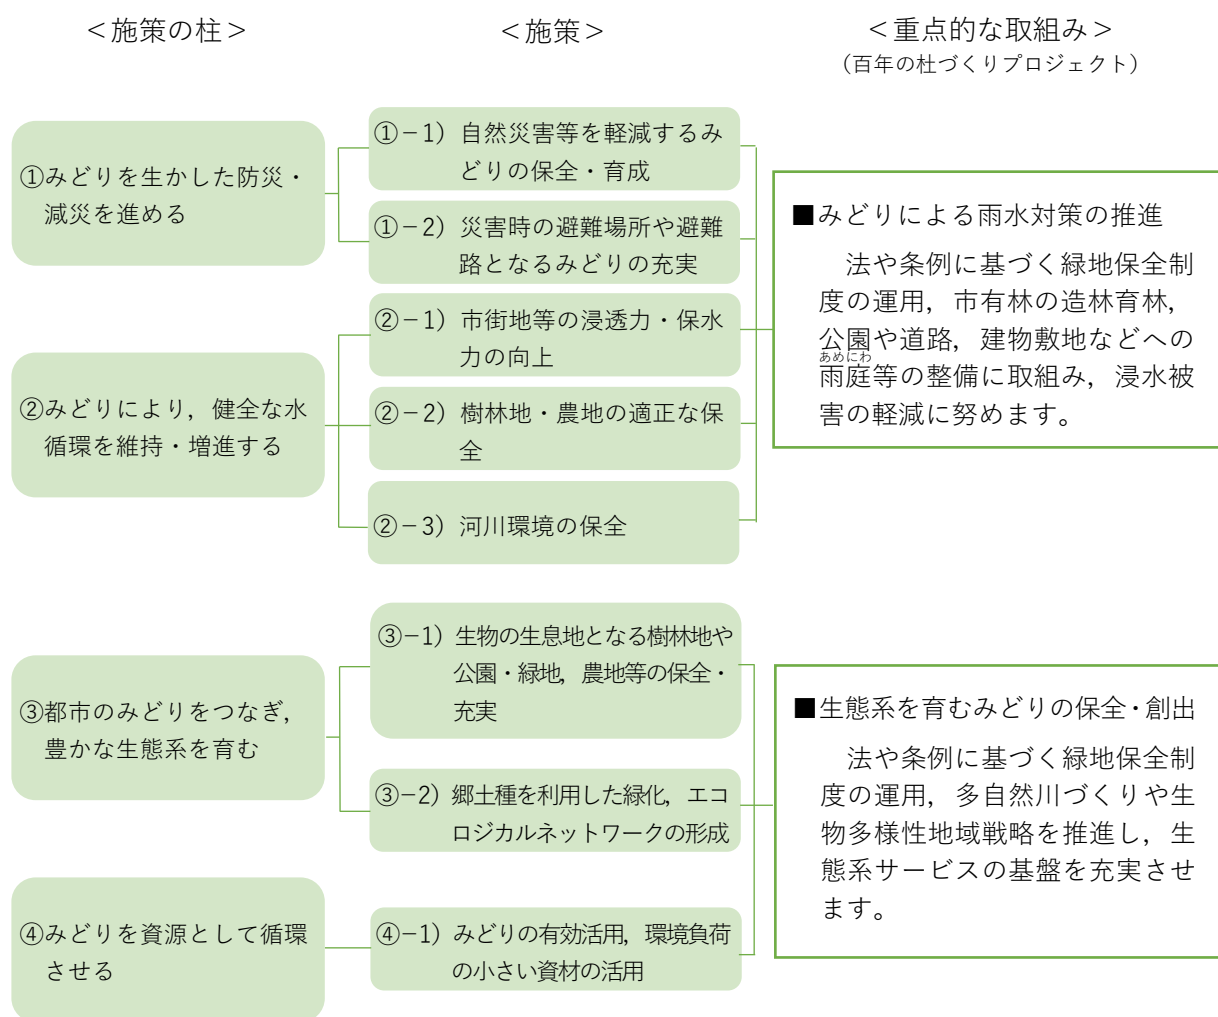 ＜施策の柱＞
＜施策＞
＜重点的な取組み＞
（百年の杜づくりプロジェクト）
①みどりを生かした防災・
減災を進める
①－1）自然災害等を軽減するみ
どりの保全・育成
①－2）災害時の避難場所や避難
路となるみどりの充実
②みどりにより，健全な水
循環を維持・増進する
②－1）市街地等の浸透力・保水
力の向上
②－2）樹林地・農地の適正な保
全
②－3）河川環境の保全
■みどりによる雨水対策の推進
法や条例に基づく緑地保全制
度の運用，市有林の造林育林，
公園や道路，建物敷地などへの
あめにわ
雨庭等の整備に取組み，浸水被
害の軽減に努めます。
③都市のみどりをつなぎ，
豊かな生態系を育む
③－1）生物の生息地となる樹林地や
公園・緑地，農地等の保全・
充実
③－2）郷土種を利用した緑化，エコ
ロジカルネットワークの形成
④みどりを資源として循環
させる
④－1）みどりの有効活用，環境負荷
の小さい資材の活用
■生態系を育むみどりの保全・創出
法や条例に基づく緑地保全制
度の運用，多自然川づくりや生
物多様性地域戦略を推進し，生
態系サービスの基盤を充実させ
ます。